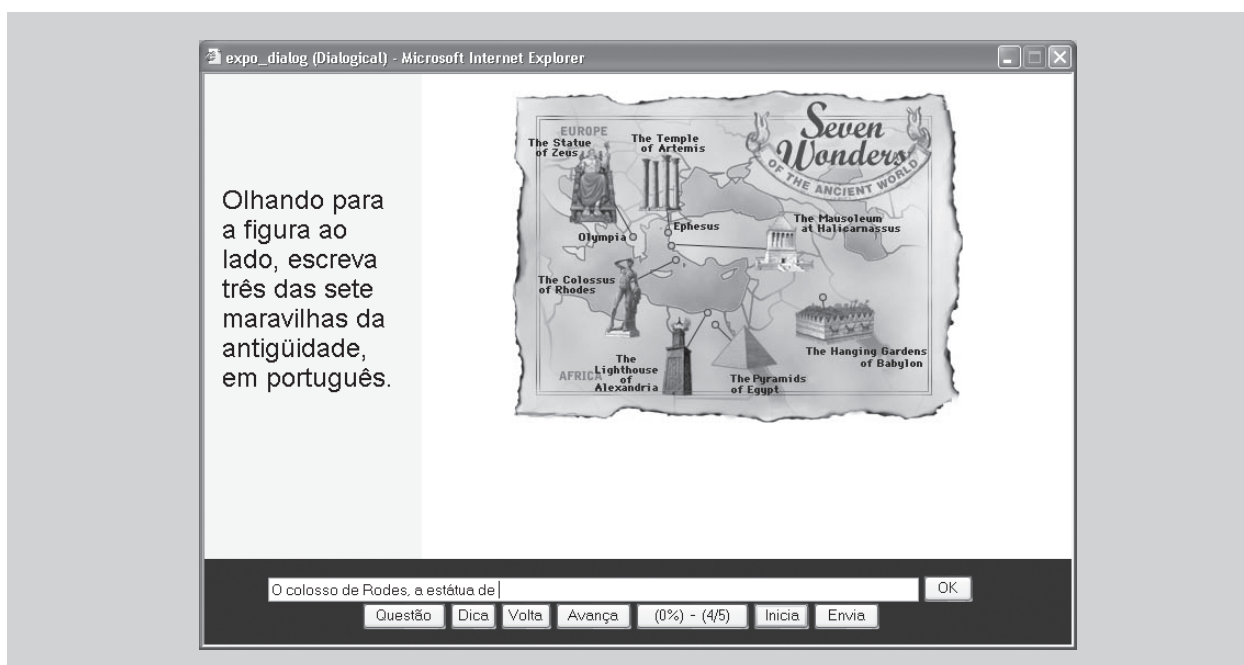 expo_dialog (Dialogical) - Microsoft Internet Explorer
Olhando para
a figura ao
lado, escreva
três das sete
maravilhas da
antigüidade,
em português.
Seven
Wonders
OF THE ANCIENT WORLD
EUROPE
The Statue
of Zeus
The Temple
of Artemis
Olympia
Ephesus
The Mausoleum
at Halicarnassus
The Colossus
of Rhodes
The Hanging Gardens
of Babylon
AFRICA
The
Lighthouse
of
Alexandria
The Pyramids
of Egypt
O colosso de Rodes, a estátua de
OK
Questão Dica Volta Avança (0%) - (4/5) Inicia Envia